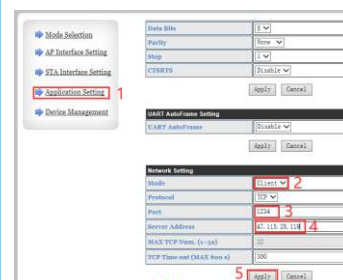 Mode Selection
AP Interface Setting
STA Interface Setting
Application Setting 1
Device Management
Data Bits 8
Parity None
Stop 1
CTSRTS Disable
Apply Cancel
UART AutoFrame Setting
UART AutoFrame Disable
Apply Cancel
Network Setting
Mode Client 2
Protocol TCP
Port 1234 3
Server Address 47.115.28.119 4
MAX TCP Num. (1~32) 32
TCP Time out (MAX 600 s) 300
5 Apply Cancel